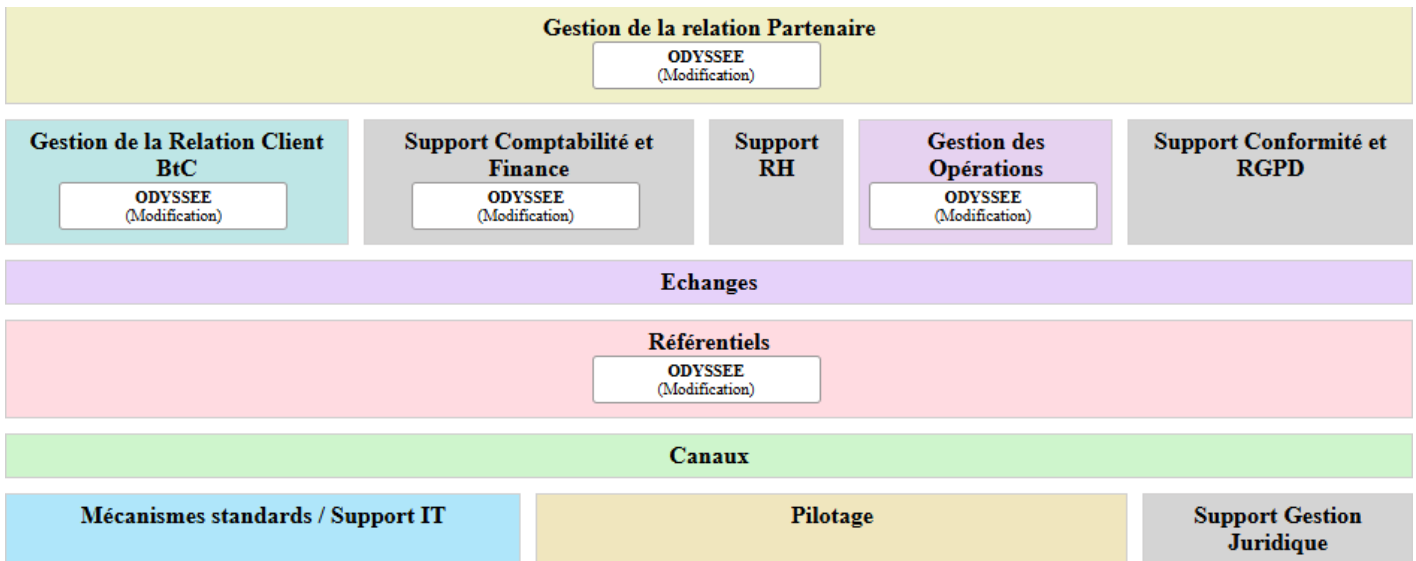 Gestion de la relation Partenaire
ODYSSEE
(Modification)
Gestion de la Relation Client
BtC
ODYSSEE
(Modification)
Support Comptabilité et
Finance
ODYSSEE
(Modification)
Support
RH
Gestion des
Opérations
ODYSSEE
(Modification)
Support Conformité et
RGPD
Echanges
Référentiels
ODYSSEE
(Modification)
Canaux
Mécanismes standards / Support IT
Pilotage
Support Gestion
Juridique